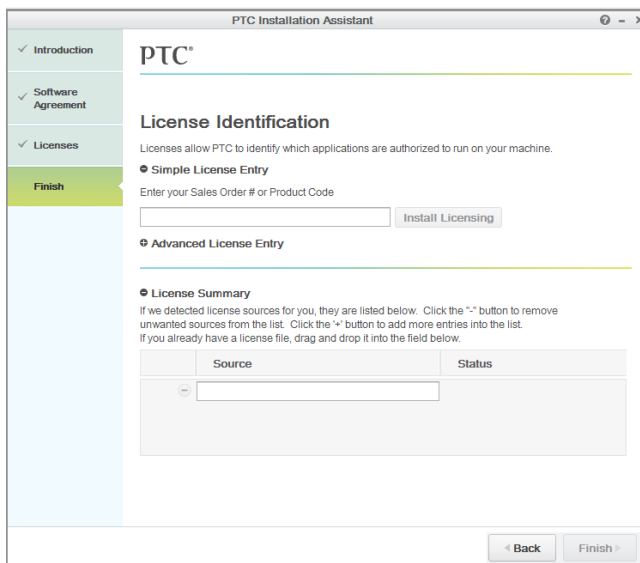 PTC Installation Assistant
Introduction
PTC®
Software
Agreement
License Identification
Licenses
Licenses allow PTC to identify which applications are authorized to run on your machine.
Simple License Entry
Finish
Enter your Sales Order # or Product Code
Install Licensing
Advanced License Entry
License Summary
If we detected license sources for you, they are listed below. Click the "-" button to remove
unwanted sources from the list. Click the '+' button to add more entries into the list.
If you already have a license file, drag and drop it into the field below.
Source Status
Back Finish